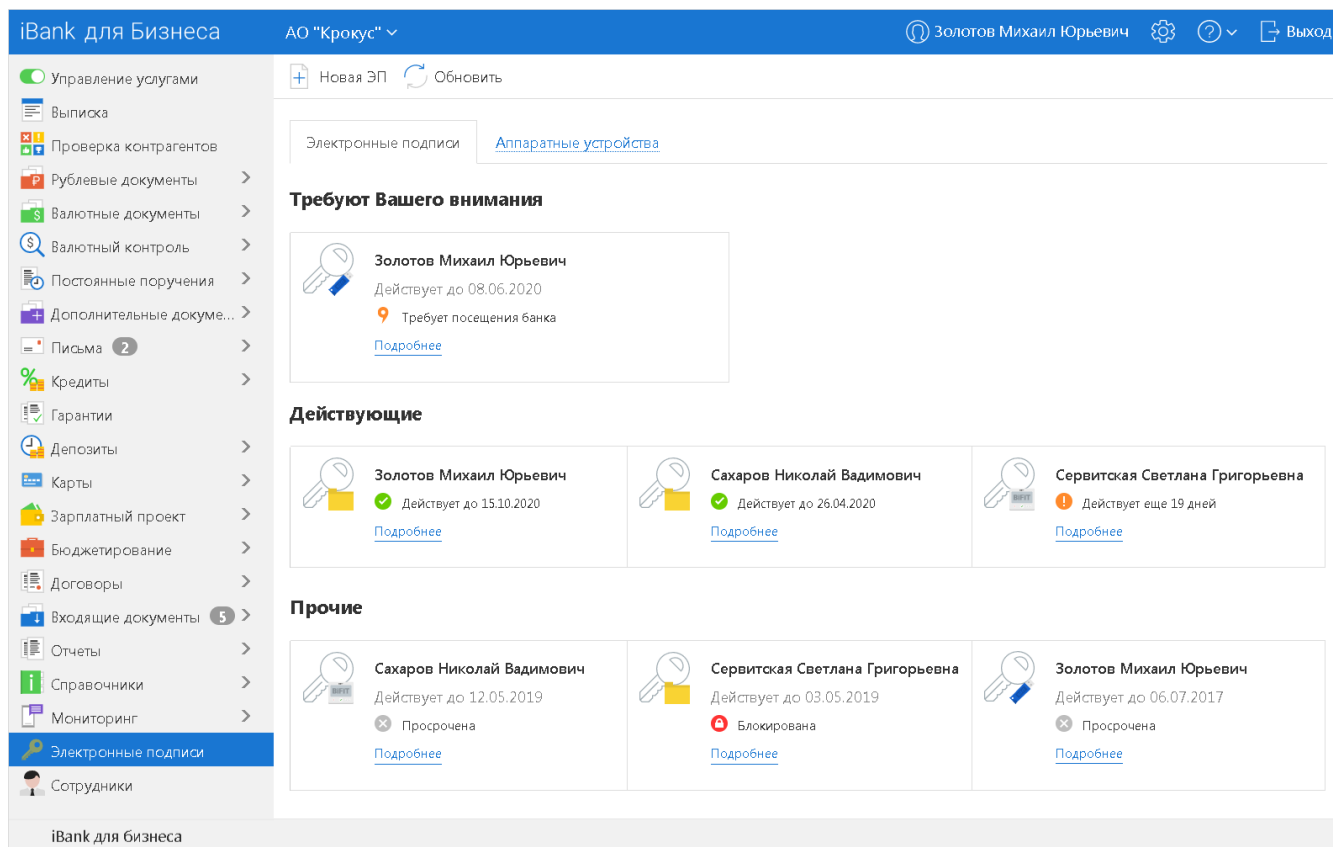 iBank для Бизнеса
АО "Крокус"
Золотов Михаил Юрьевич
?
Выход
Управление услугами
Выписка
Проверка контрагентов
Рублевые документы
Валютные документы
Валютный контроль
Постоянные поручения
Дополнительные докуме...
Письма 2
Кредиты
Гарантии
Депозиты
Карты
Зарплатный проект
Бюджетирование
Договоры
Входящие документы 5
Отчеты
Справочники
Мониторинг
Электронные подписи
Сотрудники
Новая ЭП
Обновить
Электронные подписи
Аппаратные устройства
Требуют Вашего внимания
Золотов Михаил Юрьевич
Действует до 08.06.2020
Требует посещения банка
Подробнее
Действующие
Золотов Михаил Юрьевич
Действует до 15.10.2020
Подробнее
Сахаров Николай Вадимович
Действует до 26.04.2020
Подробнее
BIFIT
Сервитская Светлана Григорьевна
Действует еще 19 дней
Подробнее
Прочие
BIFIT
Сахаров Николай Вадимович
Действует до 12.05.2019
Просрочена
Подробнее
Сервитская Светлана Григорьевна
Действует до 03.05.2019
Блокирована
Подробнее
Золотов Михаил Юрьевич
Действует до 06.07.2017
Просрочена
Подробнее
iBank для бизнеса